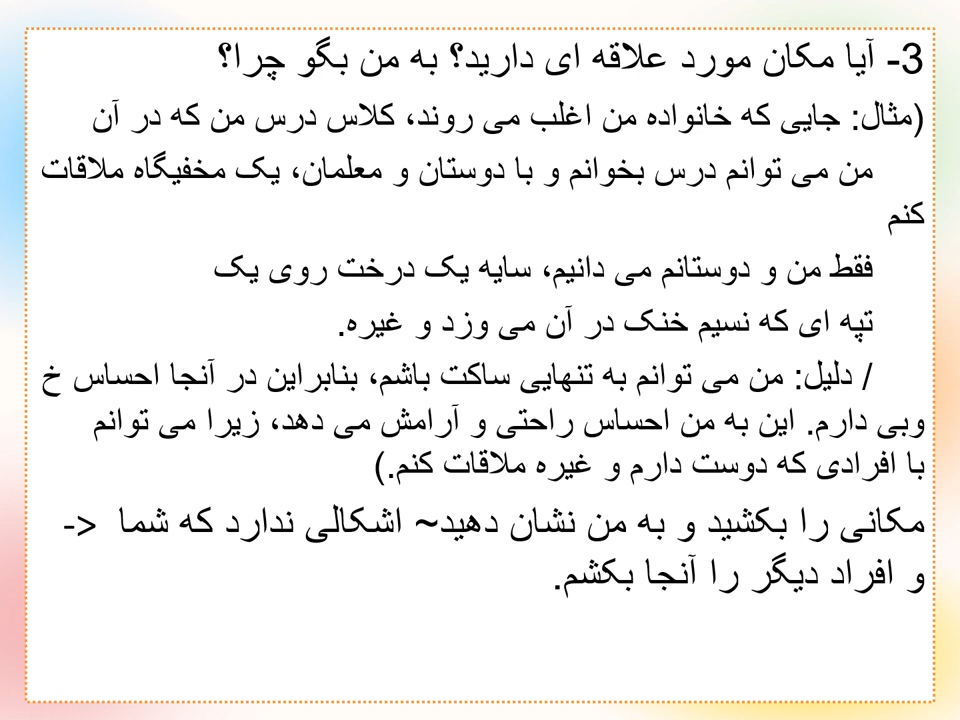 3- آیا مکان مورد علاقه ای دارید؟ به من بگو چرا؟
(مثال: جایی که خانواده من اغلب می روند، کلاس درس من که در آن
من می توانم درس بخوانم و با دوستان و معلمان، یک مخفیگاه ملاقات
کنم
فقط من و دوستانم می دانیم، سایه یک درخت روی یک
تپه ای که نسیم خنک در آن می وزد و غیره.
/ دلیل: من می توانم به تنهایی ساکت باشم، بنابراین در آنجا احساس خ
وبی دارم. این به من احساس راحتی و آرامش می دهد، زیرا می توانم
با افرادی که دوست دارم و غیره ملاقات کنم.)
مکانی را بکشید و به من نشان دهید~ اشکالی ندارد که شما <-
و افراد دیگر را آنجا بکشم.